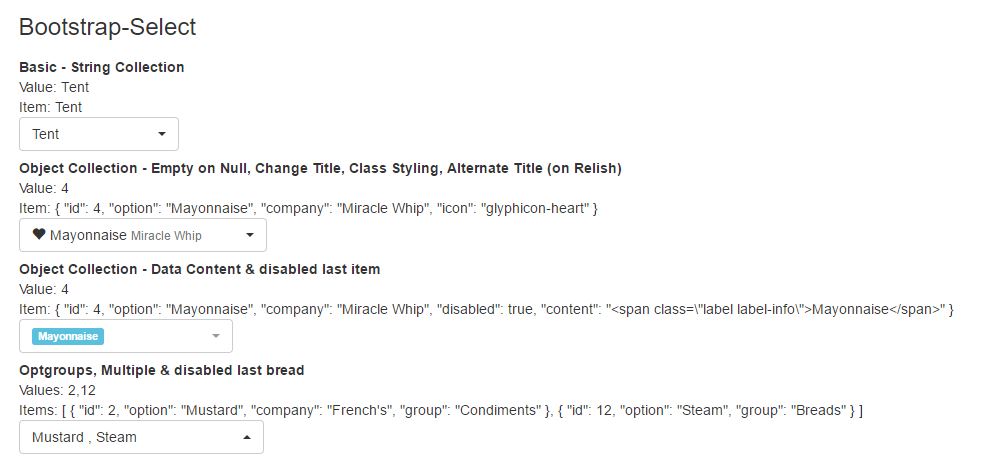 Bootstrap-Select
Basic - String Collection
Value: Tent
Item: Tent
Tent
Object Collection - Empty on Null, Change Title, Class Styling, Alternate Title (on Relish)
Value: 4
Item: { "id": 4, "option": "Mayonnaise", "company": "Miracle Whip", "icon": "glyphicon-heart" }
Mayonnaise Miracle Whip
Object Collection - Data Content & disabled last item
Value: 4
Item: { "id": 4, "option": "Mayonnaise", "company": "Miracle Whip", "disabled": true, "content": "<span class=\"label label-info\">Mayonnaise</span>" }
Mayonnaise
Optgroups, Multiple & disabled last bread
Values: 2,12
Items: [ { "id": 2, "option": "Mustard", "company": "French's", "group": "Condiments" }, { "id": 12, "option": "Steam", "group": "Breads" } ]
Mustard , Steam